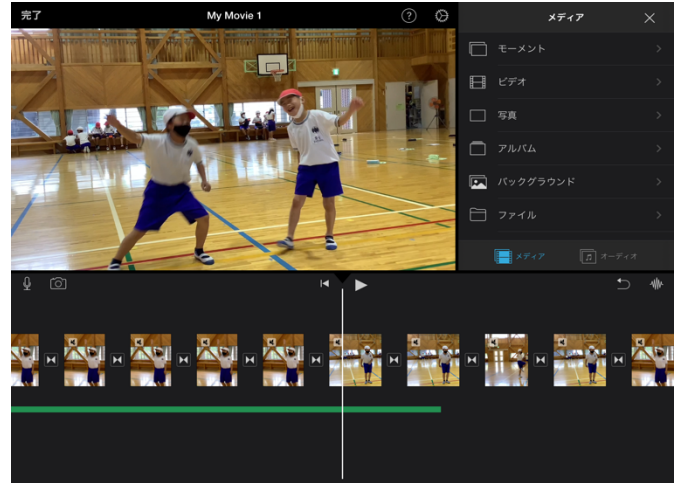 完了
My Movie 1
メディア
モーメント
ビデオ
写真
アルバム
バックグラウンド
ファイル
メディア
オーディオ